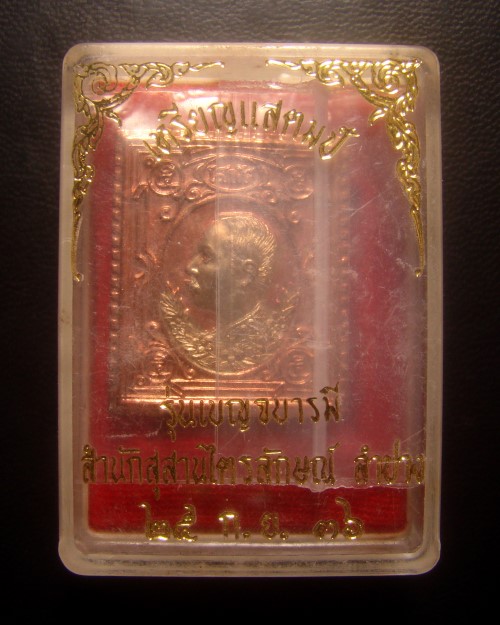 เหรียญแสตมป์
รุ่นเบญจบารมี
สำนักสุสานไตรลักษณ์ ลำปาง
๒๕ ก.ย. ๓๖